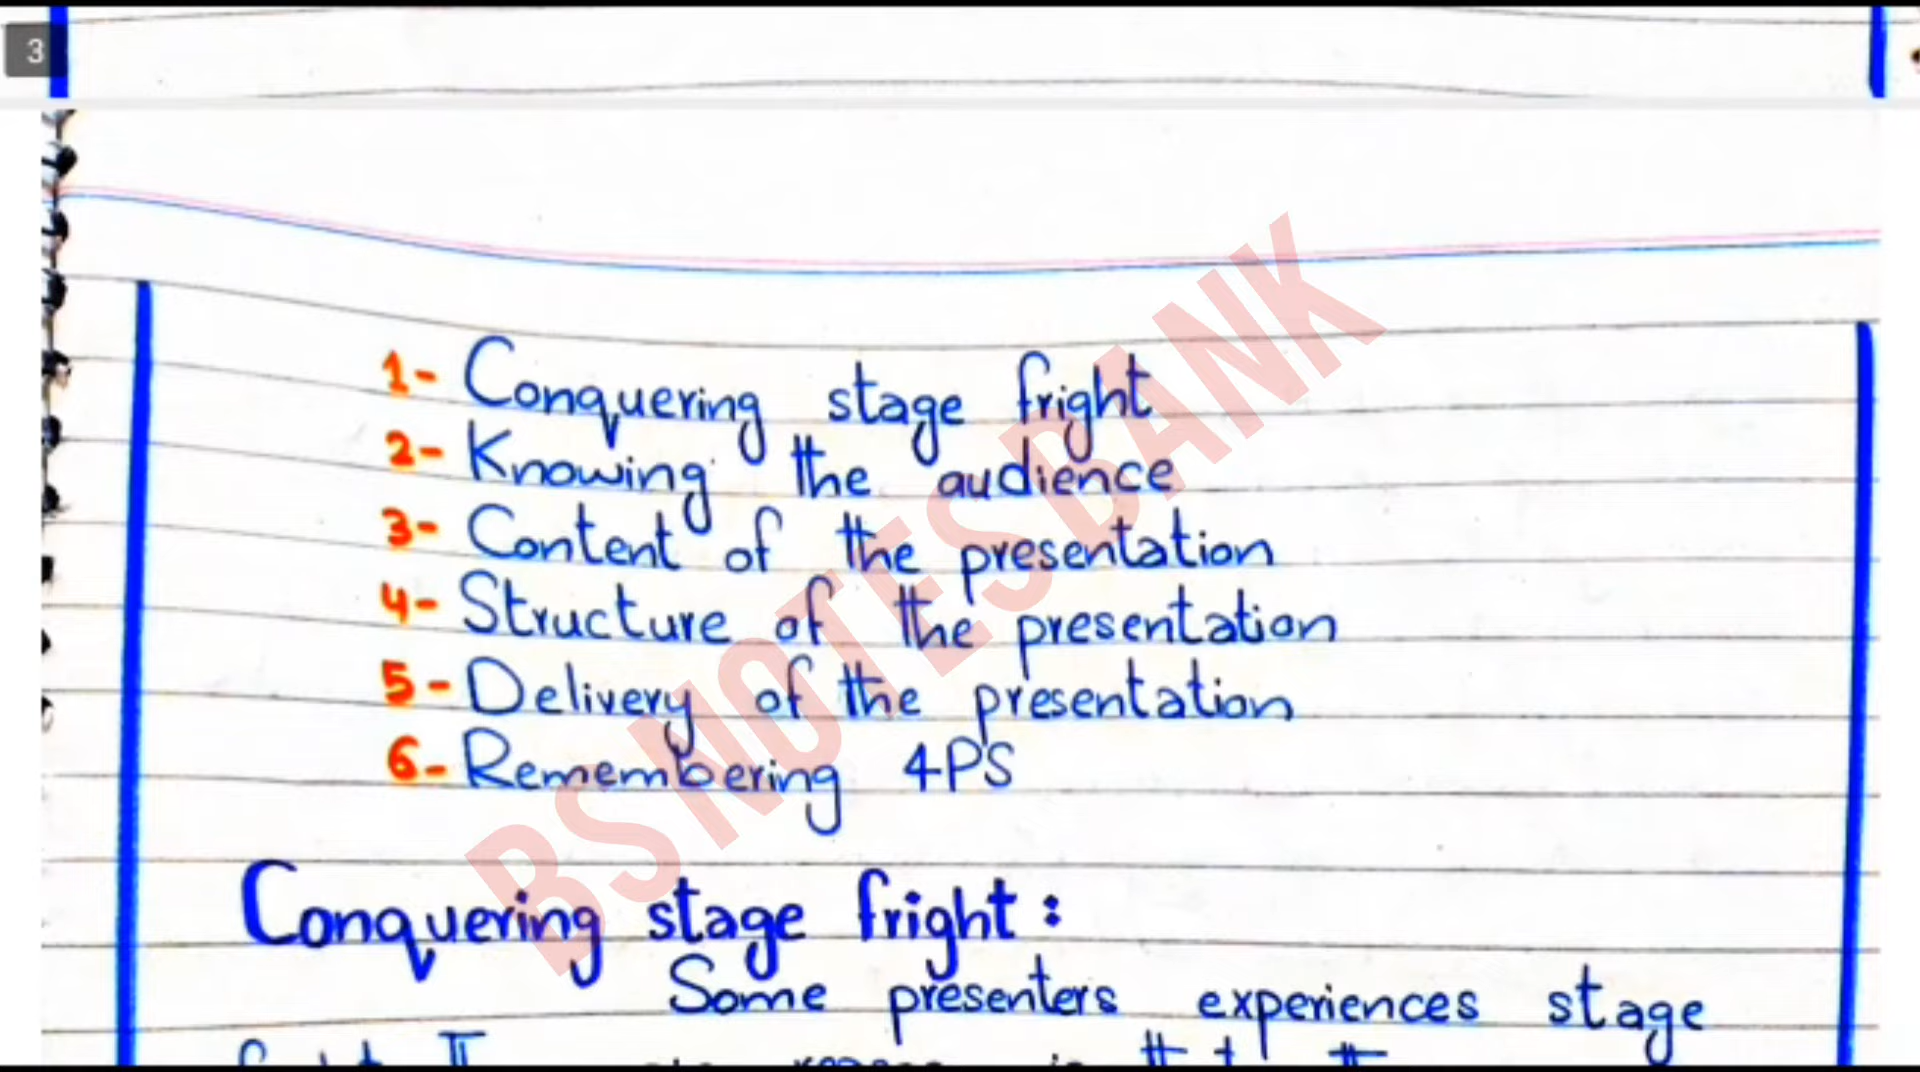 3
1- Conquering stage fright
2- Knowing the audience
3- Content of the presentation
4- Structure of the presentation
5- Delivery of the presentation
6- Remembering 4PS
Conquering stage fright:
Some presenters experiences stage
BS NOTES BANK